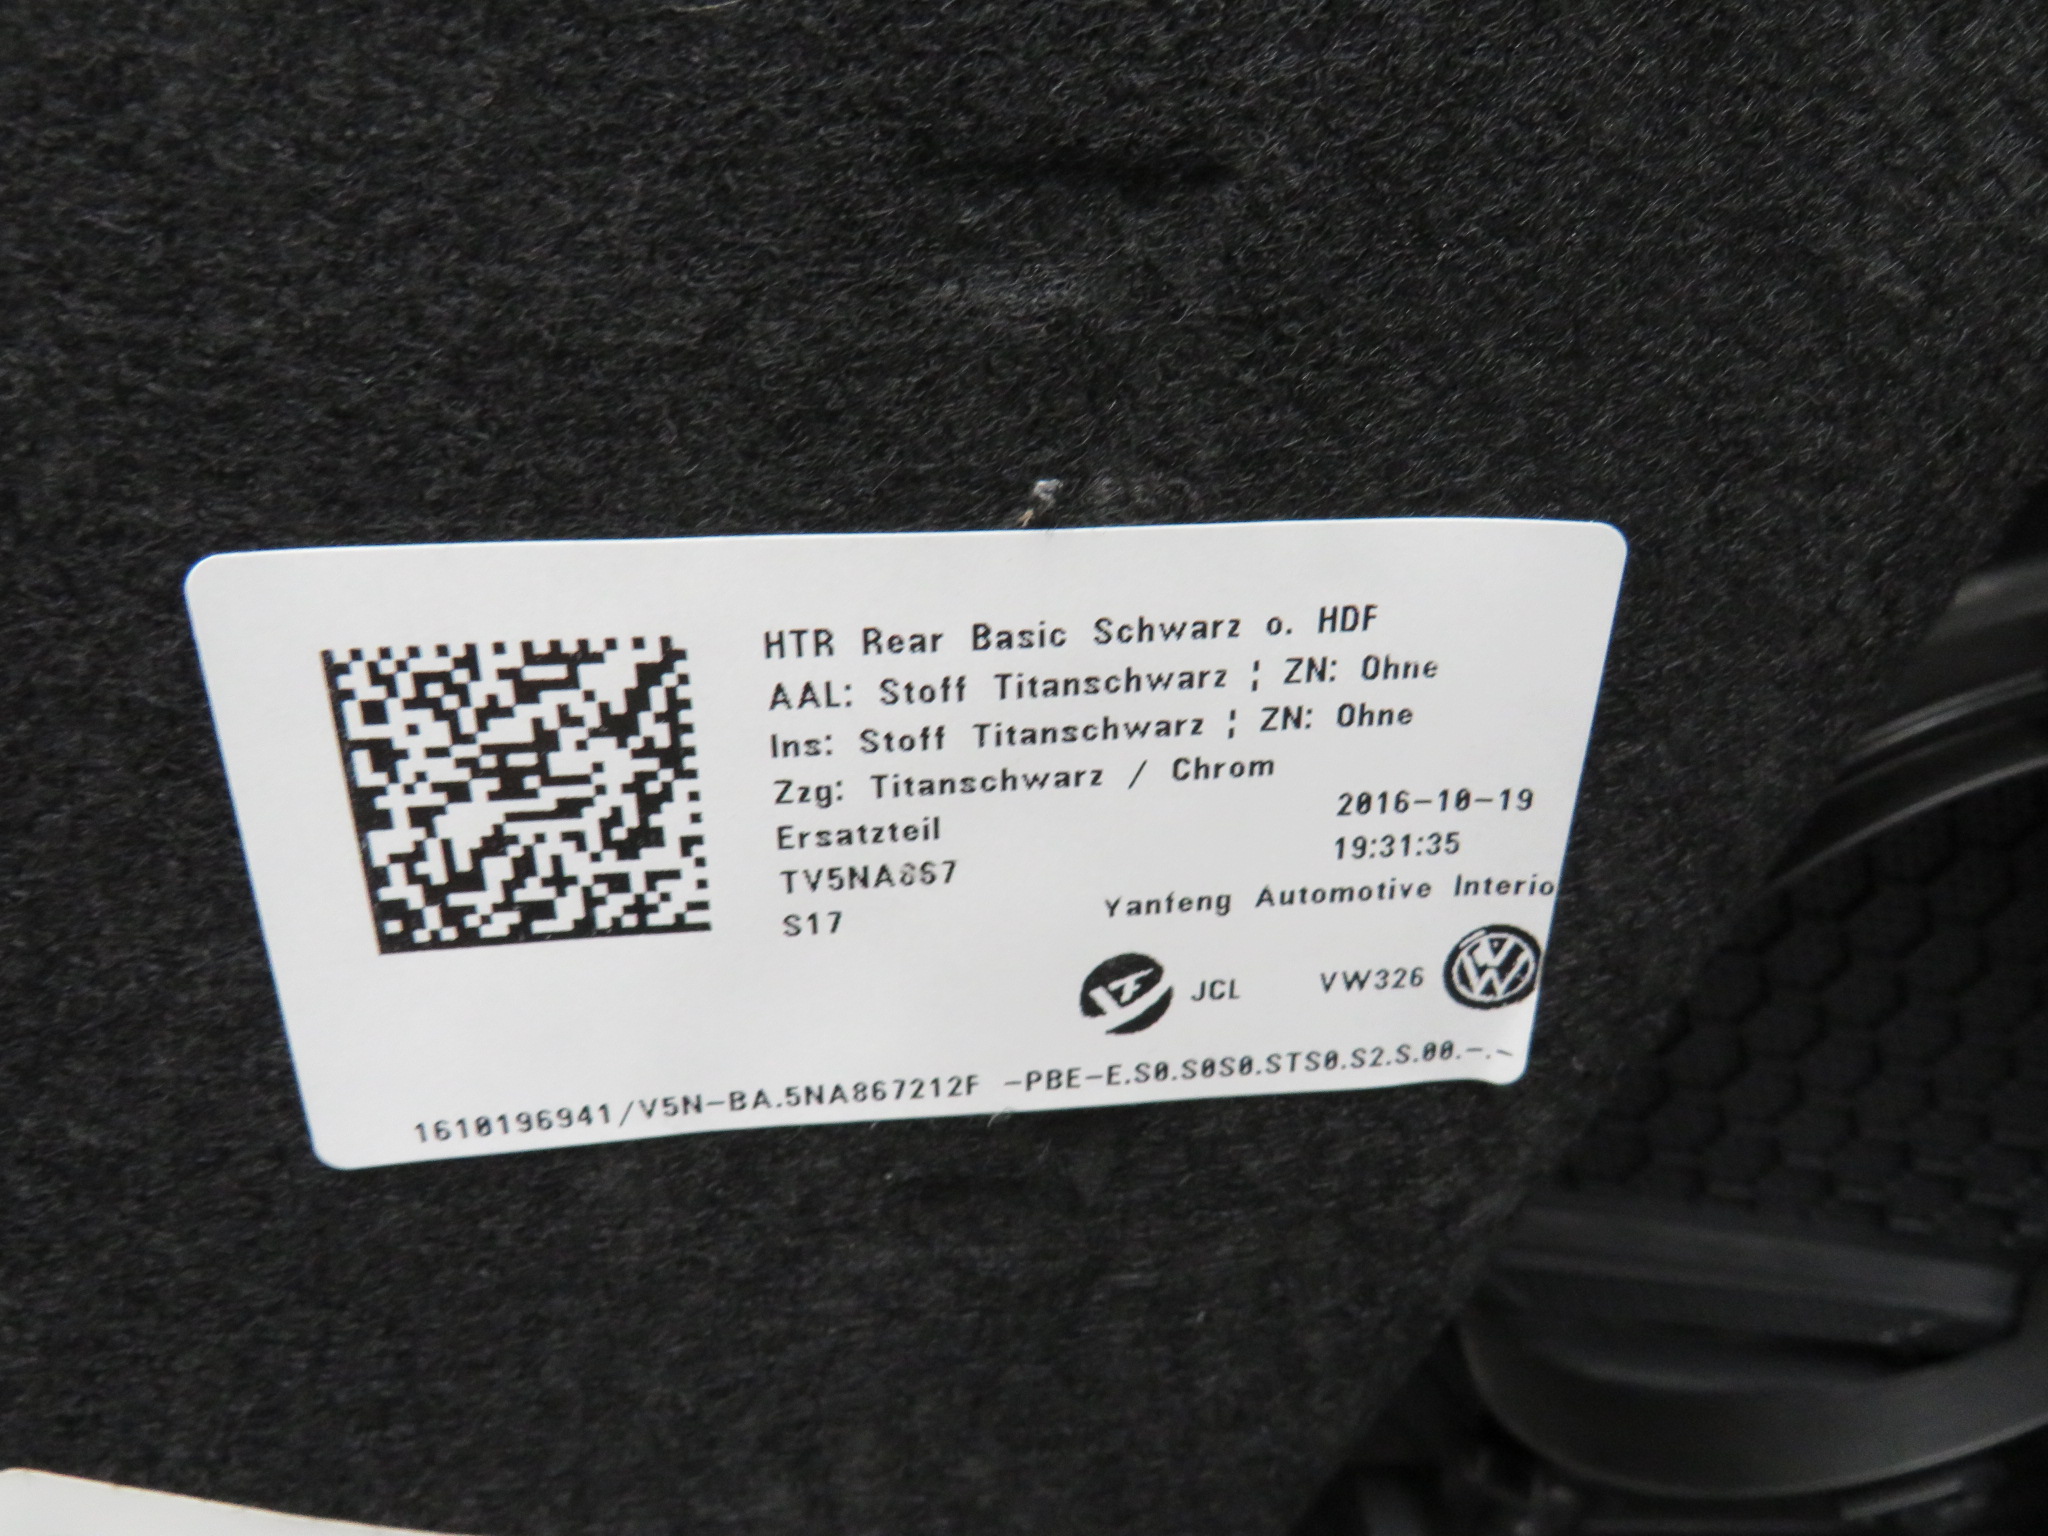 HTR Rear Basic Schwarz o. HDF
AAL: Stoff Titanschwarz ¦ ZN: Ohne
Ins: Stoff Titanschwarz ¦ ZN: Ohne
Zzg: Titanschwarz / Chrom
2016-10-19
Ersatzteil
19:31:35
TV5NA867
Yanfeng Automotive Interio
S17
JCL VW326
1610196941/V5N-BA.5NA867212F -PBE-E.S0.S0S0.STS0.S2.S.00.-.-